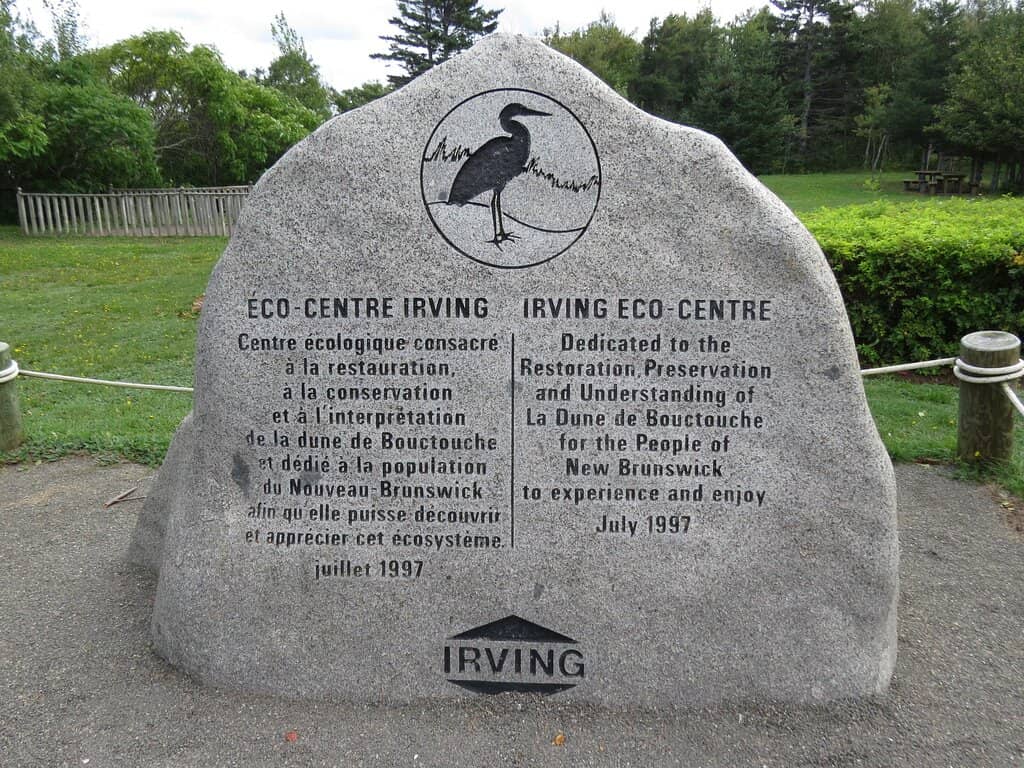 ÉCO-CENTRE IRVING
Centre écologique consacré
à la restauration,
à la conservation
et à l'interprétation
de la dune de Bouctouche
et dédié à la population
du Nouveau-Brunswick
afin qu'elle puisse découvrir
et apprécier cet écosystème.
juillet 1997
IRVING ECO-CENTRE
Dedicated to the
Restoration, Preservation
and Understanding of
La Dune de Bouctouche
for the People of
New Brunswick
to experience and enjoy
July 1997
IRVING